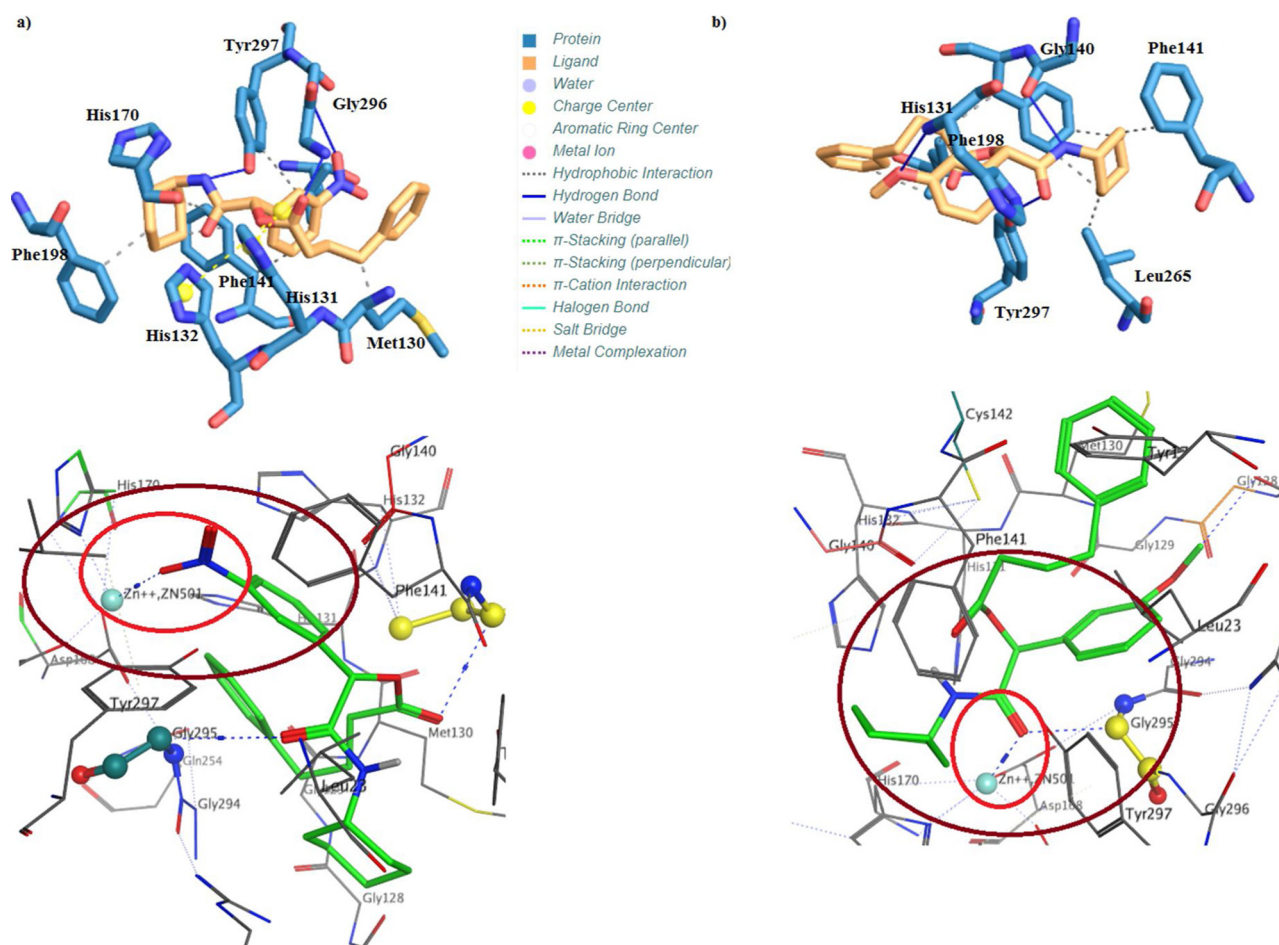 a)
Tyr297
Gly296
His170
Phe198
Phe141
His131
His132
Met130
Protein
Ligand
Water
Charge Center
Aromatic Ring Center
Metal Ion
Hydrophobic Interaction
Hydrogen Bond
Water Bridge
π-Stacking (parallel)
π-Stacking (perpendicular)
π-Cation Interaction
Halogen Bond
Salt Bridge
Metal Complexation
b)
Gly140
Phe141
His131
Phe198
Leu265
Tyr297
Gly140
His170
His132
Zn++,ZN501
Phe141
Tyr297
Gly295
Gln254
Met130
Leu23
Gly294
Gly128
Cys142
Gly138
His132
Gly140
Phe141
Gly129
Leu23
Gly294
Gly295
His170
Zn++,ZN501
Asp168
Tyr297
Gly296